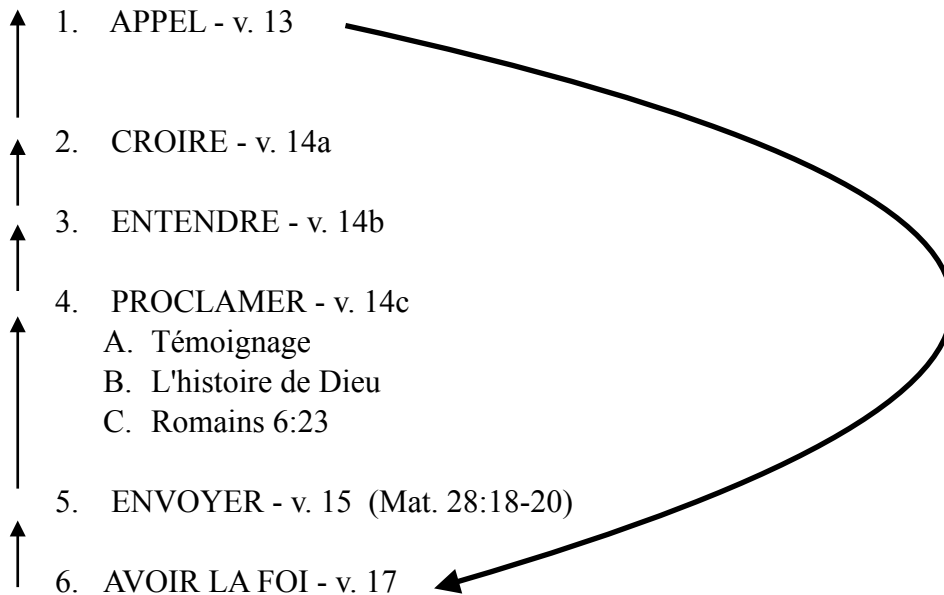 1. APPEL - v. 13
2. CROIRE - v. 14a
3. ENTENDRE - v. 14b
4. PROCLAMER - v. 14c
A. Témoignage
B. L'histoire de Dieu
C. Romains 6:23
5. ENVOYER - v. 15 (Mat. 28:18-20)
6. AVOIR LA FOI - v. 17